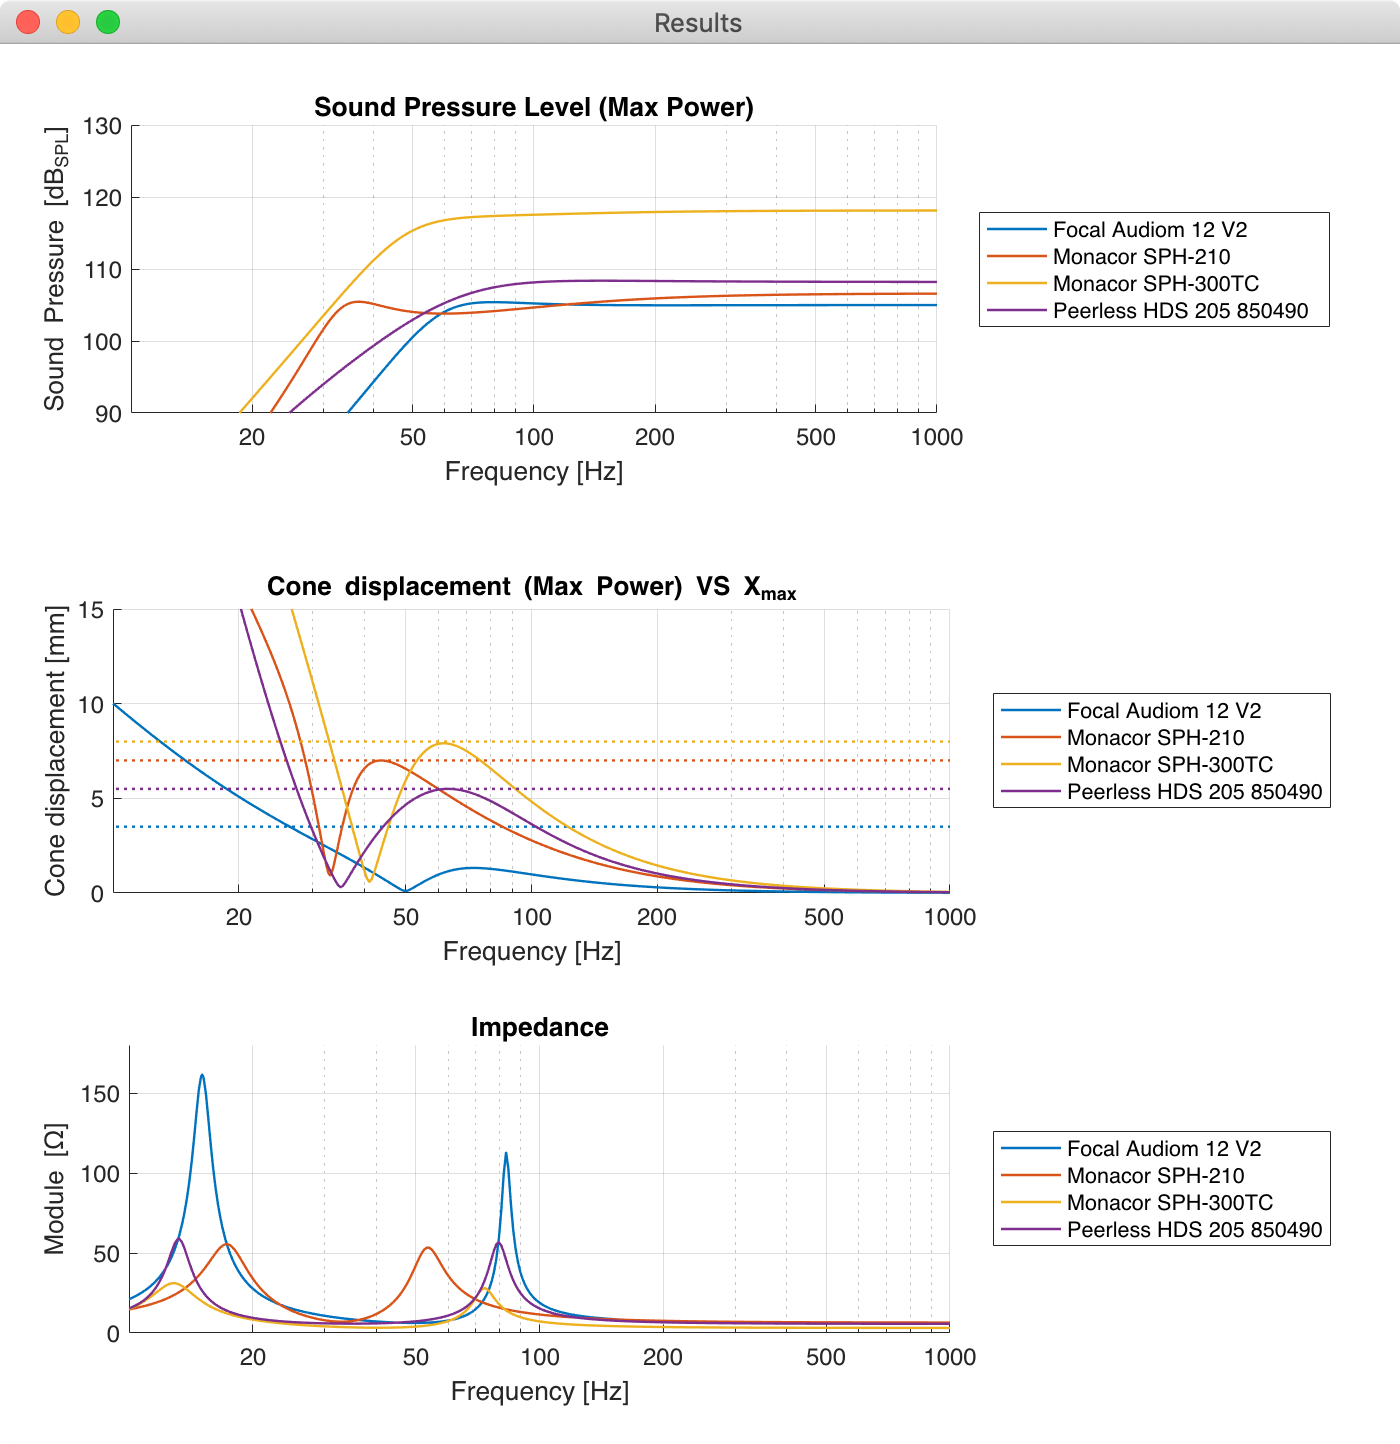 Results
Sound Pressure Level (Max Power)
Sound Pressure [dBSPL]
130
120
110
100
90
20 50 100 200 500 1000
Frequency [Hz]
Focal Audiom 12 V2
Monacor SPH-210
Monacor SPH-300TC
Peerless HDS 205 850490
Cone displacement (Max Power) VS Xmax
Cone displacement [mm]
15
10
5
0
20 50 100 200 500 1000
Frequency [Hz]
Focal Audiom 12 V2
Monacor SPH-210
Monacor SPH-300TC
Peerless HDS 205 850490
Impedance
Module [Ω]
150
100
50
0
20 50 100 200 500 1000
Frequency [Hz]
Focal Audiom 12 V2
Monacor SPH-210
Monacor SPH-300TC
Peerless HDS 205 850490